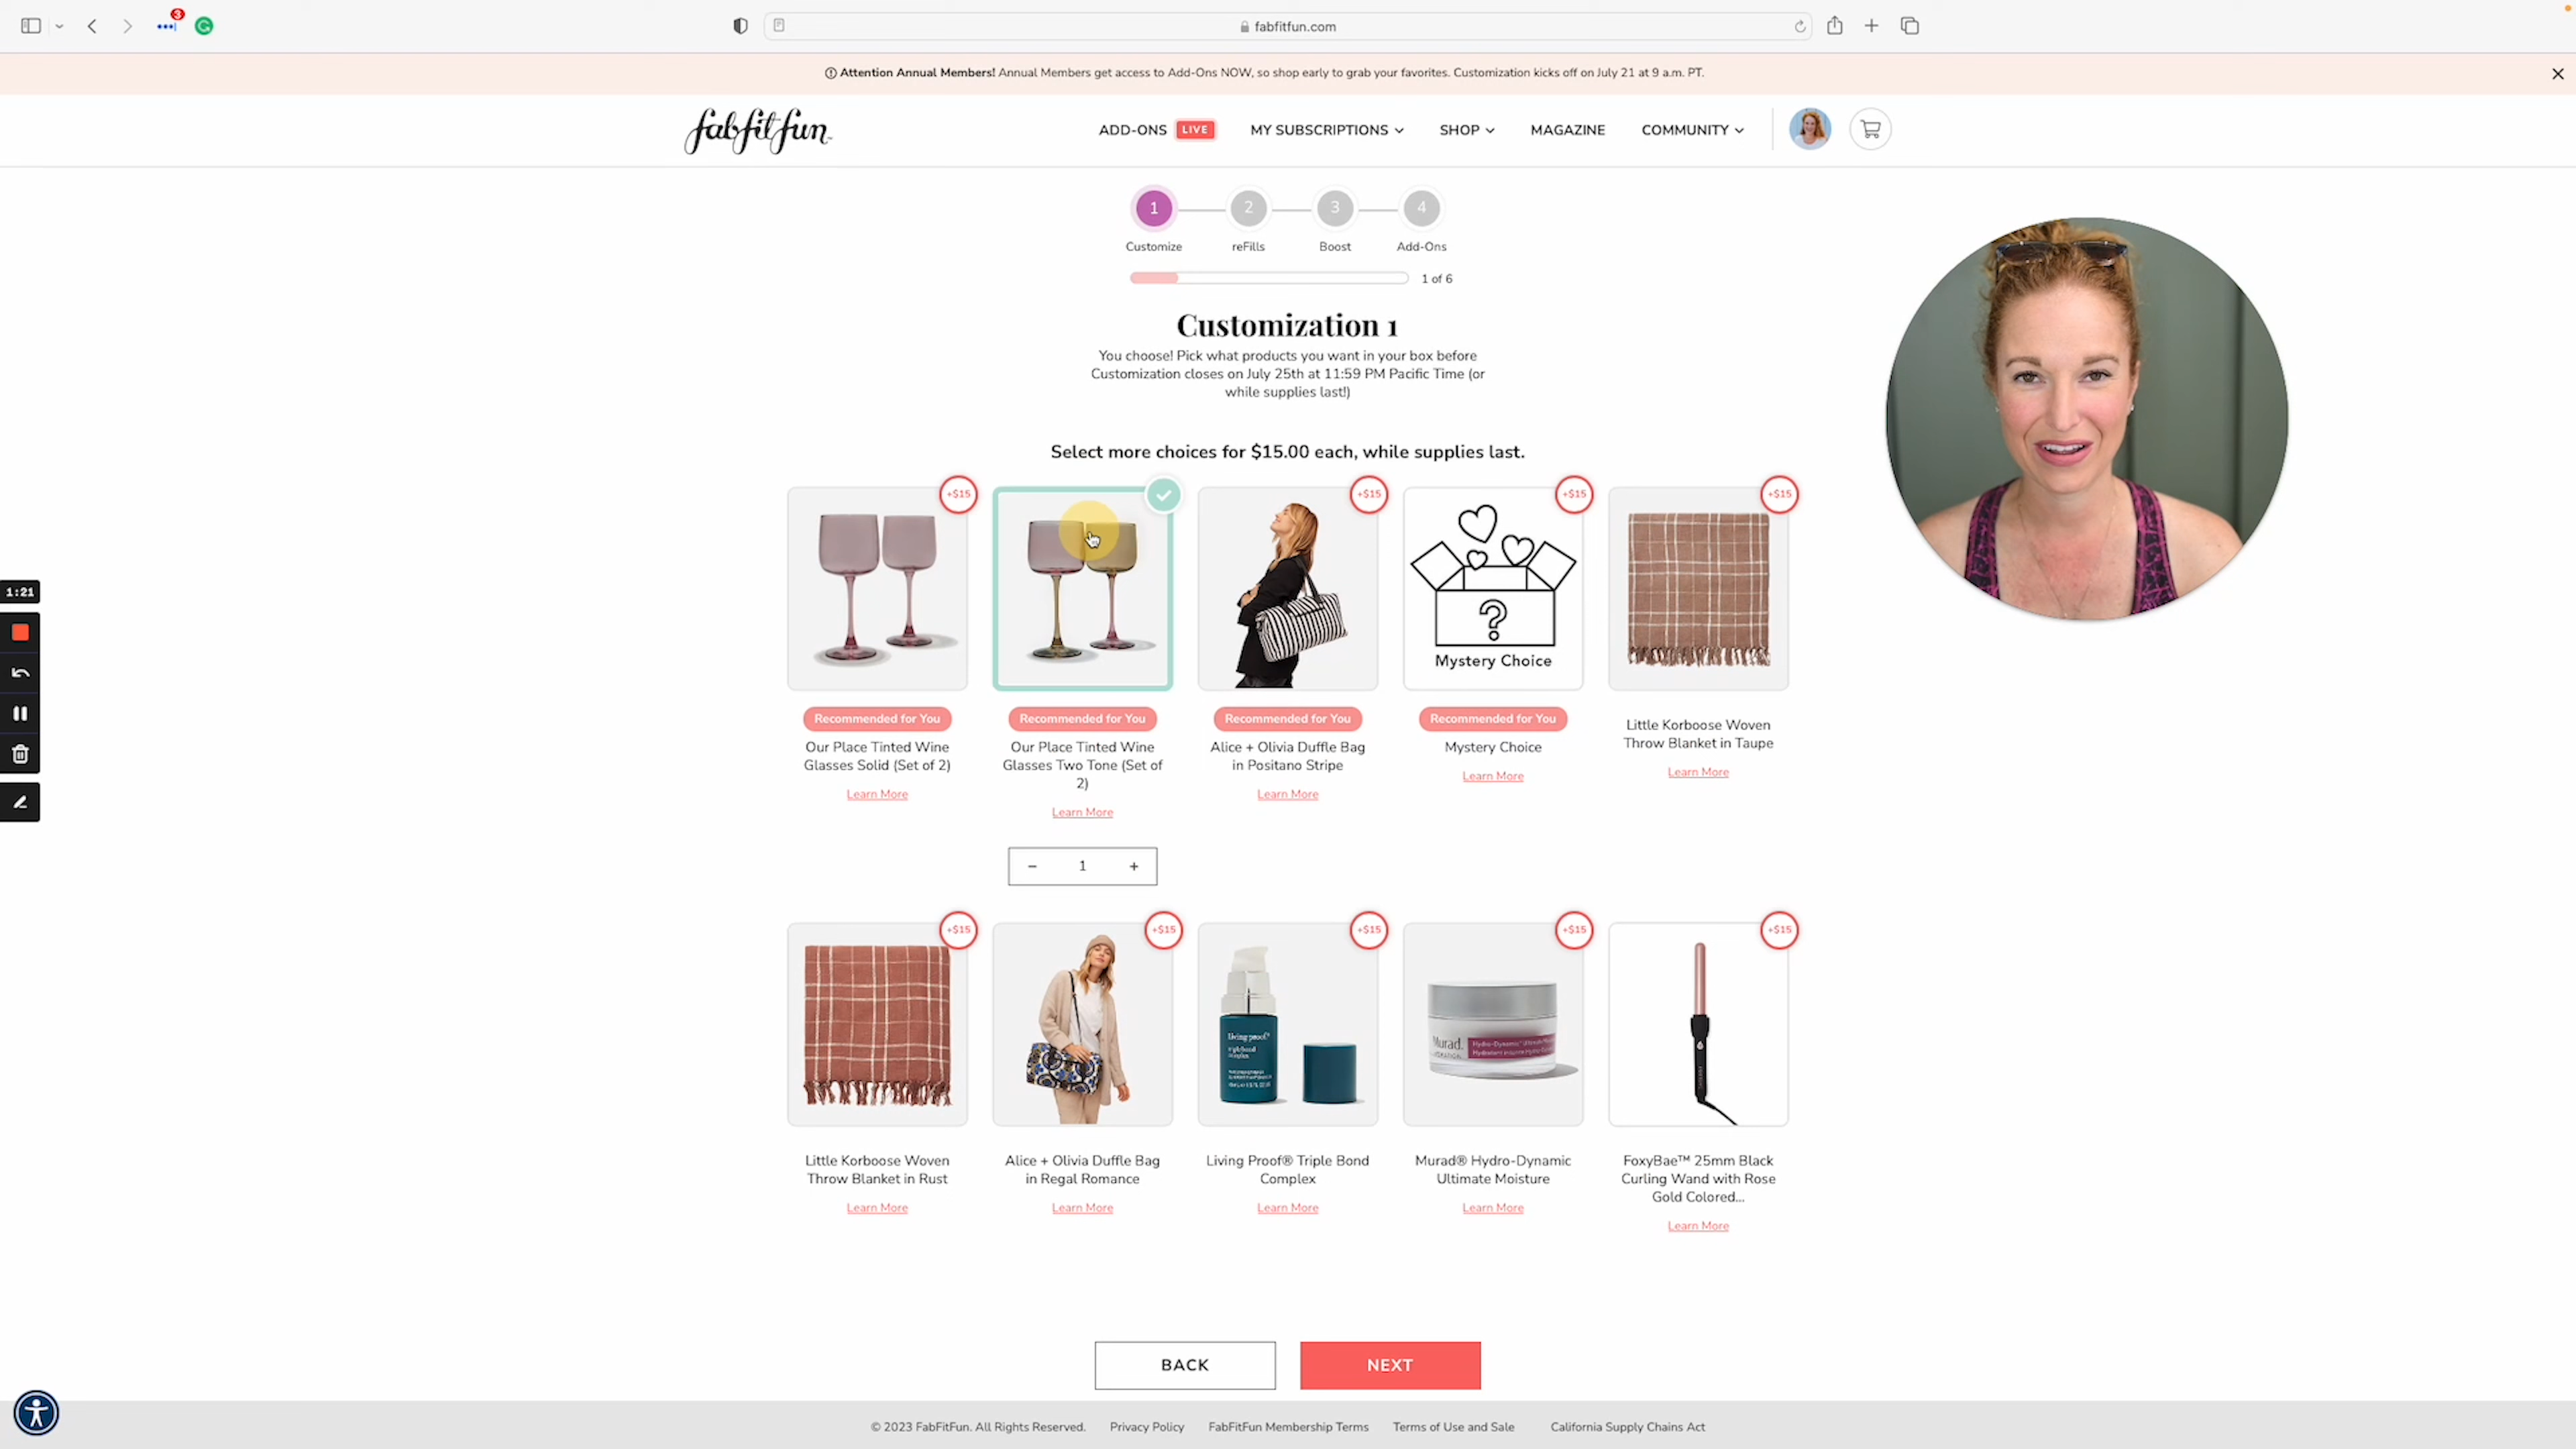 3
fabfitfun.com
Attention Annual Members! Annual Members get access to Add-Ons NOW, so shop early to grab your favorites. Customization kicks off on July 21 at 9 a.m. PT.
fabfitfun
ADD-ONS LIVE MY SUBSCRIPTIONS SHOP MAGAZINE COMMUNITY
1 2 3 4
Customize reFills Boost Add-Ons
1 of 6
Customization 1
You choose! Pick what products you want in your box before
Customization closes on July 25th at 11:59 PM Pacific Time (or
while supplies last!)
Select more choices for $15.00 each, while supplies last.
+$15 +$15 +$15 +$15
1:21
?
Mystery Choice
Recommended for You Recommended for You Recommended for You Recommended for You
Our Place Tinted Wine
Glasses Solid (Set of 2)
Learn More
Our Place Tinted Wine
Glasses Two Tone (Set of
2)
Learn More
Alice + Olivia Duffle Bag
in Positano Stripe
Learn More
Mystery Choice
Learn More
Little Korboose Woven
Throw Blanket in Taupe
Learn More
− 1 +
+$15 +$15 +$15 +$15 +$15
living proof
Murad.
Little Korboose Woven
Throw Blanket in Rust
Learn More
Alice + Olivia Duffle Bag
in Regal Romance
Learn More
Living Proof® Triple Bond
Complex
Learn More
Murad® Hydro-Dynamic
Ultimate Moisture
Learn More
FoxyBae™ 25mm Black
Curling Wand with Rose
Gold Colored...
Learn More
BACK NEXT
© 2023 FabFitFun. All Rights Reserved. Privacy Policy FabFitFun Membership Terms Terms of Use and Sale California Supply Chains Act